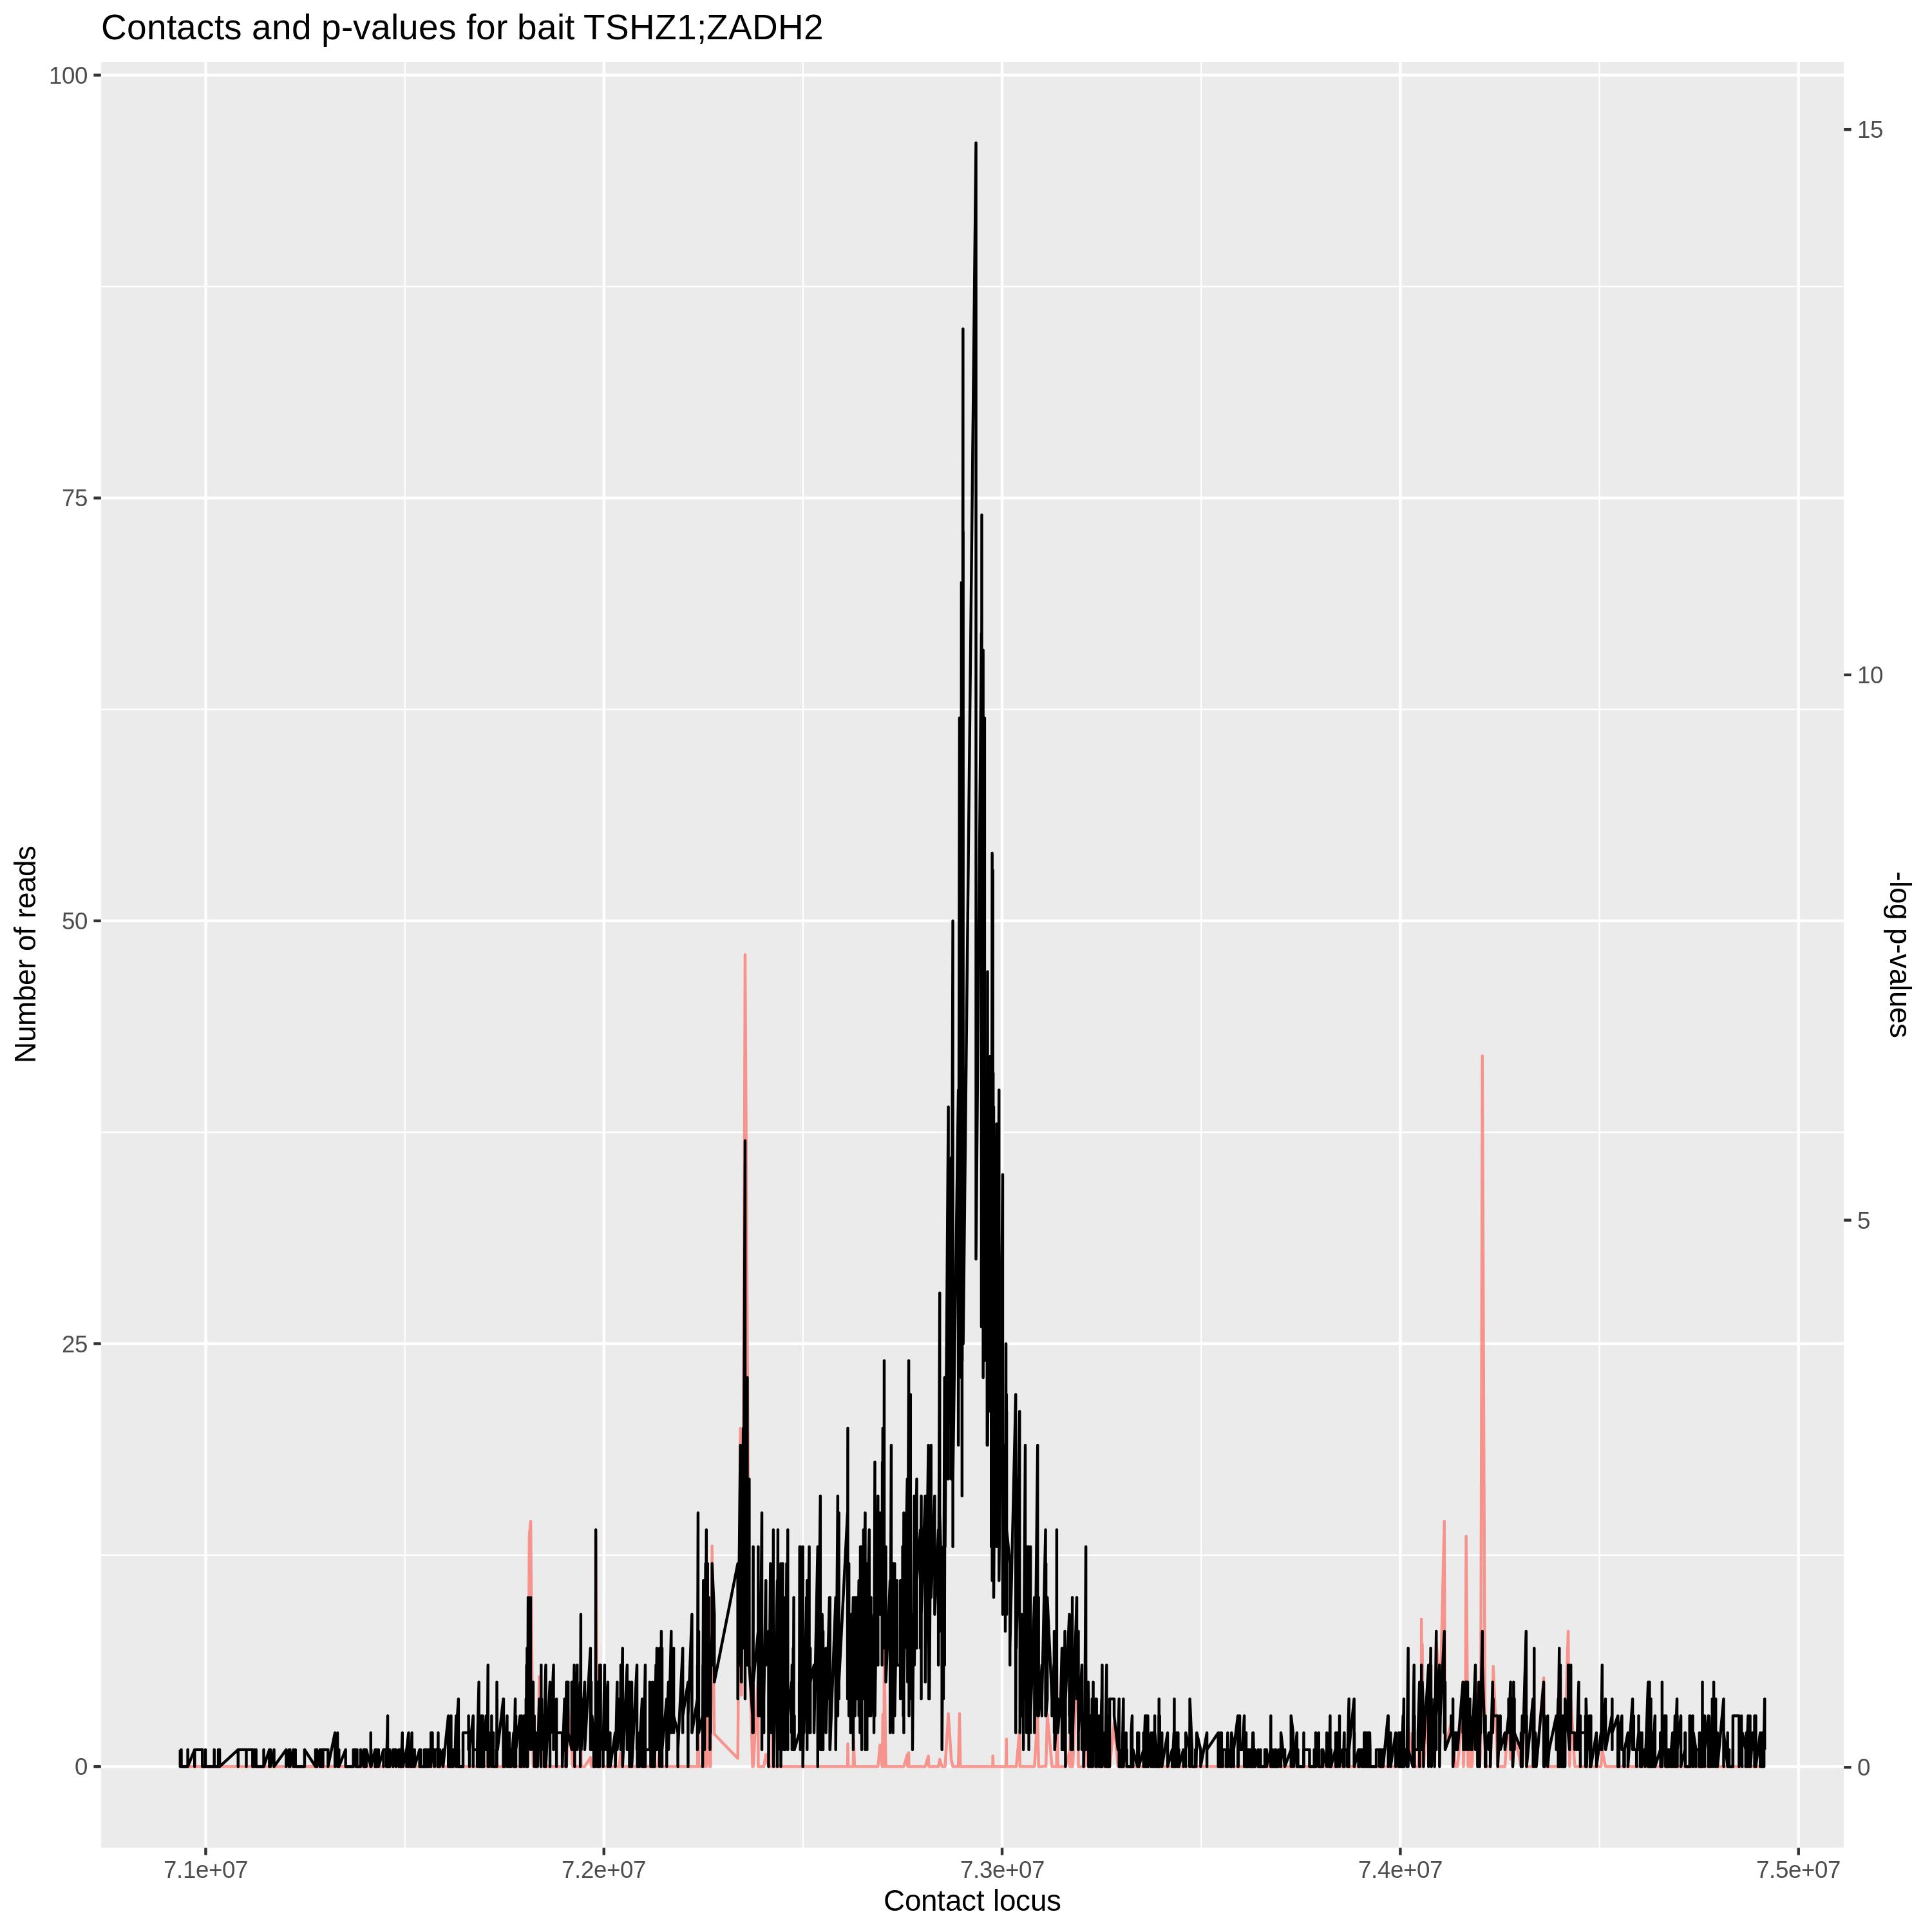 Contacts and p-values for bait TSHZ1;ZADH2
100
75
50
25
0
Number of reads
15
10
5
0
-log p-values
7.1e+07
7.2e+07
7.3e+07
7.4e+07
7.5e+07
Contact locus